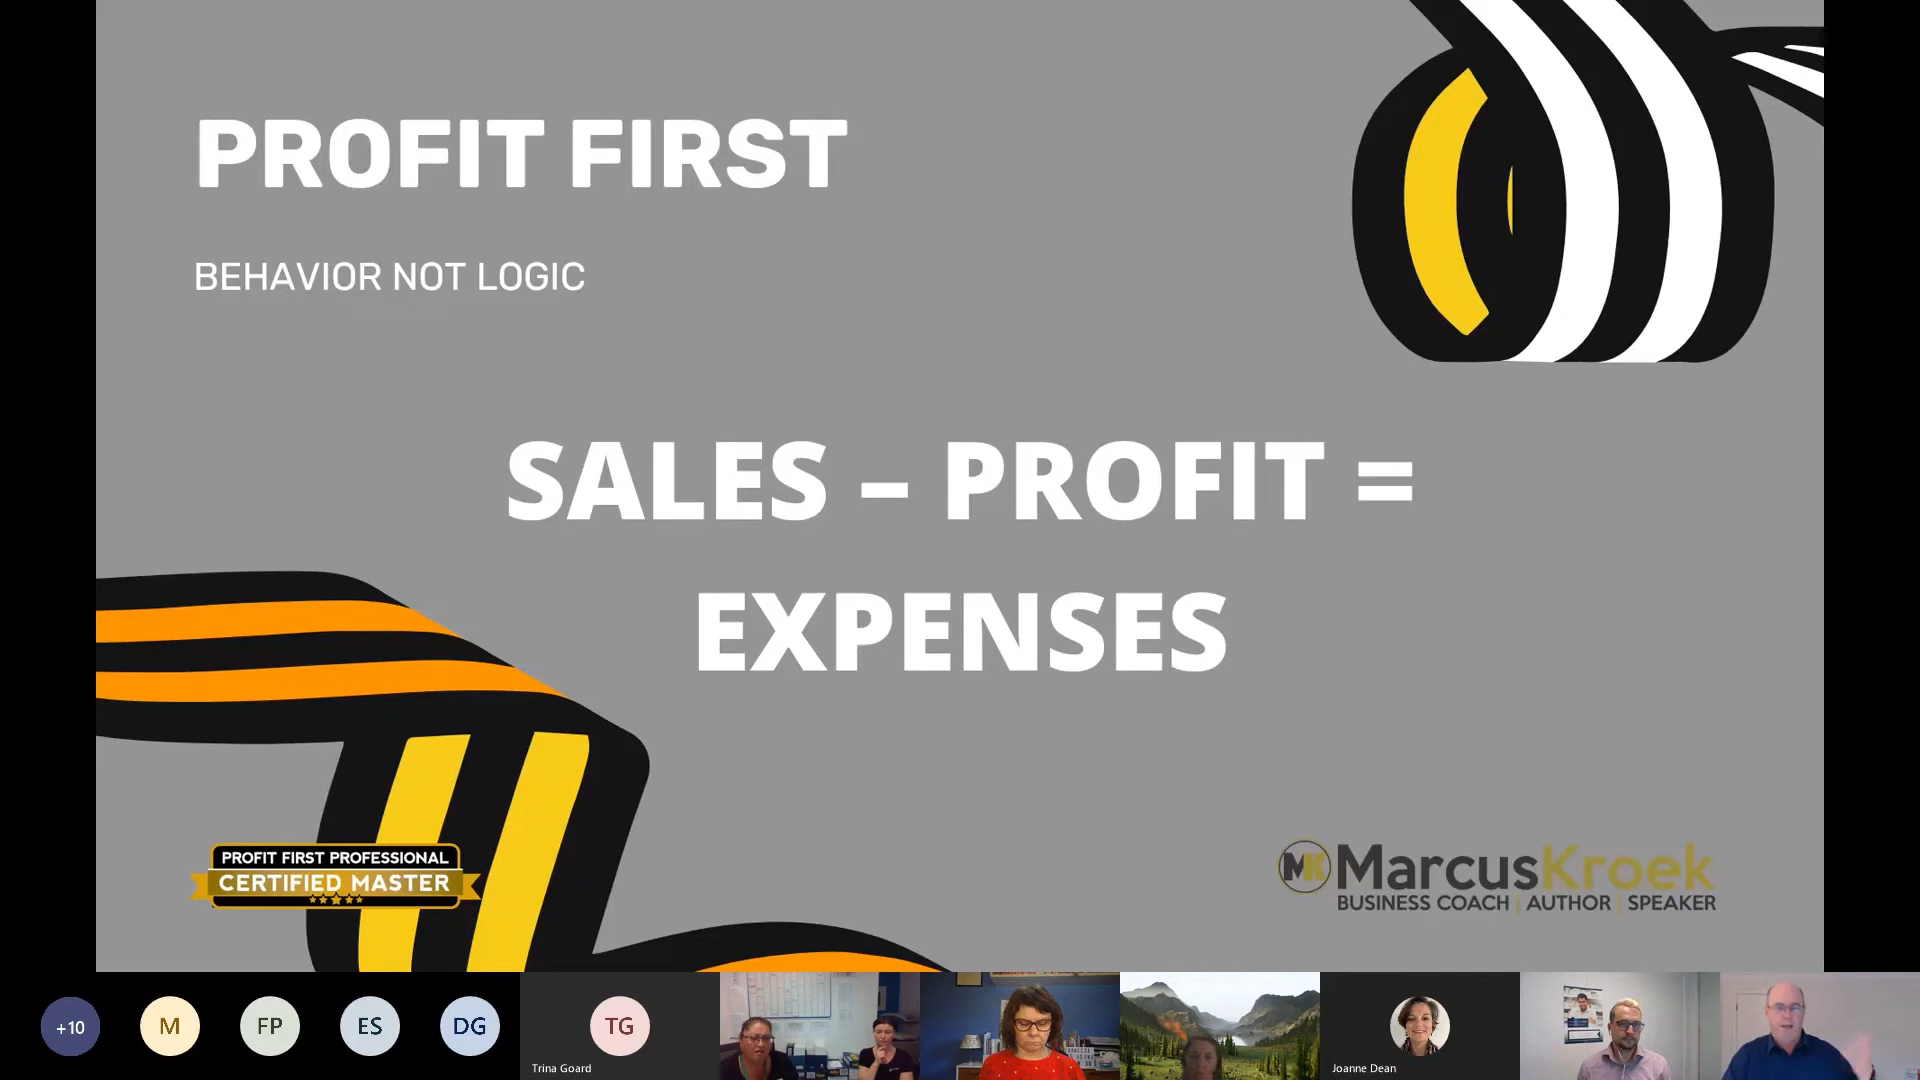 PROFIT FIRST
BEHAVIOR NOT LOGIC
SALES – PROFIT =
EXPENSES
PROFIT FIRST PROFESSIONAL
CERTIFIED MASTER
MK MarcusKroek
BUSINESS COACH | AUTHOR | SPEAKER
+10
M
FP
ES
DG
TG
Trina Goard
Joanne Dean